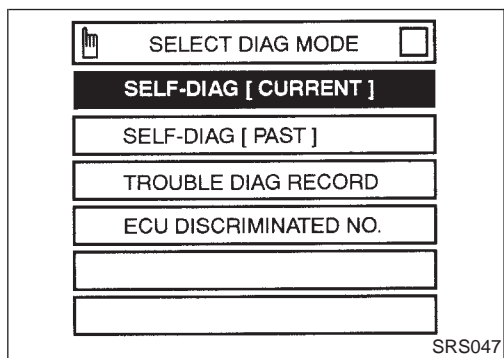 SELECT DIAG MODE
SELF-DIAG [ CURRENT ]
SELF-DIAG [ PAST ]
TROUBLE DIAG RECORD
ECU DISCRIMINATED NO.
SRS047